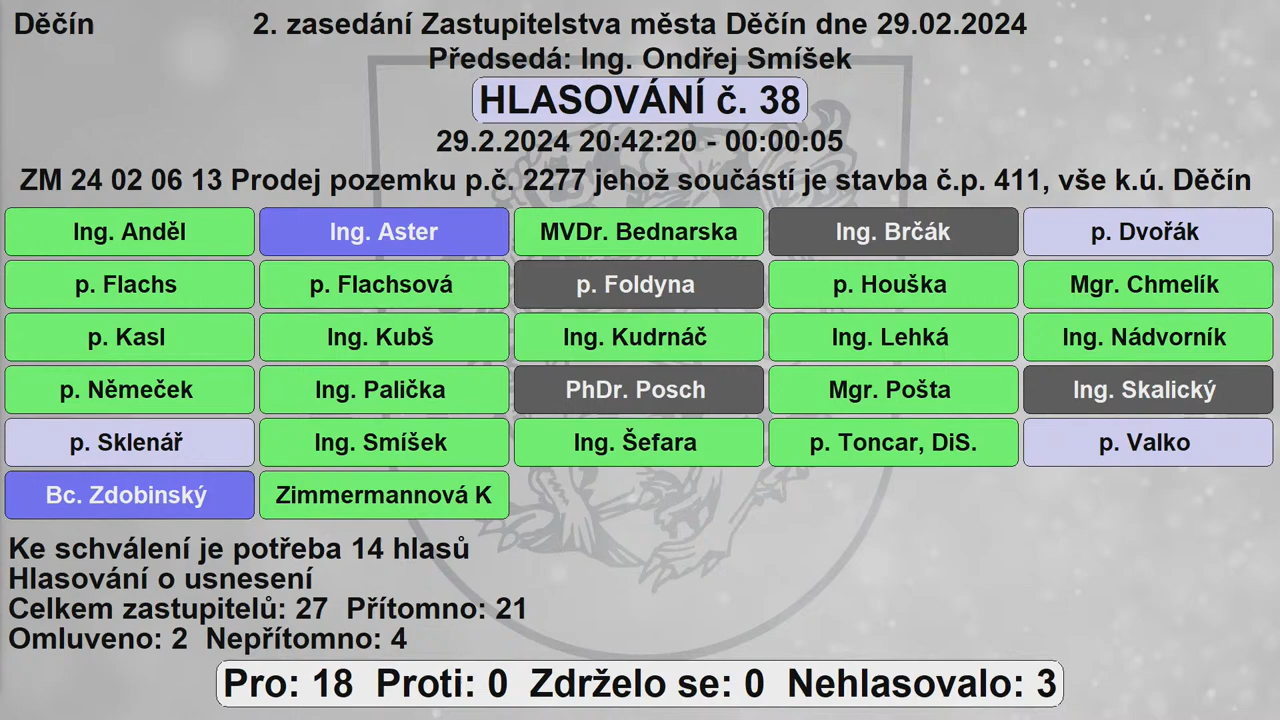 Děčín 2. zasedání Zastupitelstva města Děčín dne 29.02.2024
Předsedá: Ing. Ondřej Smíšek
HLASOVÁNÍ č. 38
29.2.2024 20:42:20 - 00:00:05
ZM 24 02 06 13 Prodej pozemku p.č. 2277 jehož součástí je stavba č.p. 411, vše k.ú. Děčín
Ing. Anděl Ing. Aster MVDr. Bednarska Ing. Brčák p. Dvořák
p. Flachs p. Flachsová p. Foldyna p. Houška Mgr. Chmelík
p. Kasl Ing. Kubš Ing. Kudrnáč Ing. Lehká Ing. Nádvorník
p. Němeček Ing. Palička PhDr. Posch Mgr. Pošta Ing. Skalický
p. Sklenář Ing. Smíšek Ing. Šefara p. Toncar, DiS. p. Valko
Bc. Zdobinský Zimmermannová K
Ke schválení je potřeba 14 hlasů
Hlasování o usnesení
Celkem zastupitelů: 27 Přítomno: 21
Omluveno: 2 Nepřítomno: 4
Pro: 18 Proti: 0 Zdrželo se: 0 Nehlasovalo: 3